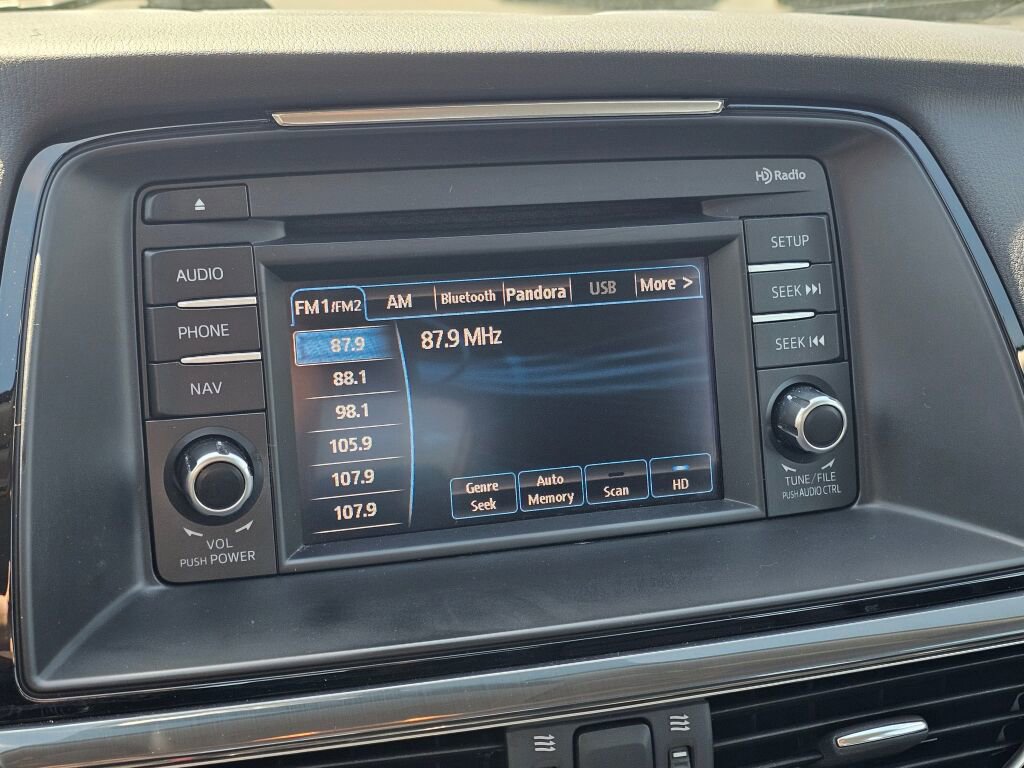 HD Radio
AUDIO
PHONE
NAV
VOL
PUSH POWER
FM1/FM2 AM Bluetooth Pandora USB More >
87.9
88.1
98.1
105.9
107.9
107.9
87.9 MHz
Genre
Seek
Auto
Memory
Scan
HD
SETUP
SEEK
SEEK
TUNE/FILE
PUSH AUDIO CTRL